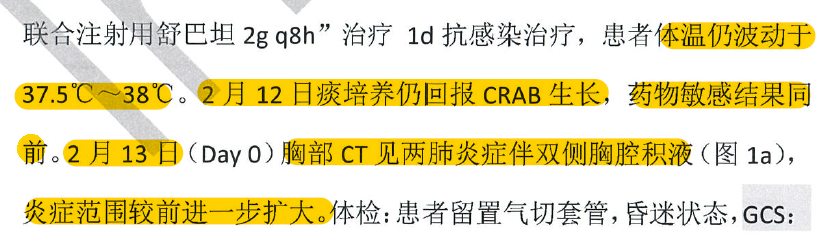 联合注射用舒巴坦 2g q8h”治疗 1d 抗感染治疗，患者体温仍波动于
37.5℃～38℃。2 月 12 日痰培养仍回报 CRAB 生长，药物敏感结果同
前。2 月 13 日（Day 0）胸部 CT 见两肺炎症伴双侧胸腔积液（图 1a），
炎症范围较前进一步扩大。体检：患者留置气切套管，昏迷状态，GCS：